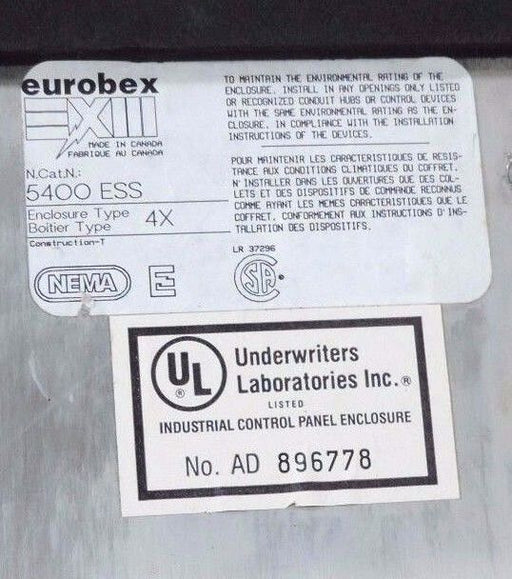 eurobex
EXII
MADE IN CANADA
FABRIQUE AU CANADA
N.Cat.N.:
5400 ESS
Enclosure Type 4X
Boitier Type
Construction-T
NEMA
E
TO MAINTAIN THE ENVIRONMENTAL RATING OF THE
ENCLOSURE. INSTALL IN ANY OPENINGS ONLY LISTED
OR RECOGNIZED CONDUIT HUBS OR CONTROL DEVICES
WITH THE SAME ENVIRONMENTAL RATING AS THE EN-
CLOSURE. IN COMPLIANCE WITH THE INSTALLATION
INSTRUCTIONS OF THE DEVICES.
POUR MAINTENIR LES CARACTERISTIQUES DE RESIS-
TANCE AUX CONDITIONS CLIMATIQUES DU COFFRET.
N'INSTALLER DANS LES OUVERTURES QUE DES COL-
LETS ET DES DISPOSITIFS DE COMMANDE RECONNUS
COMME AYANT LES MEMES CARACTERISTIQUES QUE LE
COFFRET. CONFORMEMENT AUX INSTRUCTIONS D'INS-
TALLATION DES DISPOSITIFS.
LR 37296
CSA ®
UL ®
Underwriters
Laboratories Inc.®
LISTED
INDUSTRIAL CONTROL PANEL ENCLOSURE
No. AD 896778